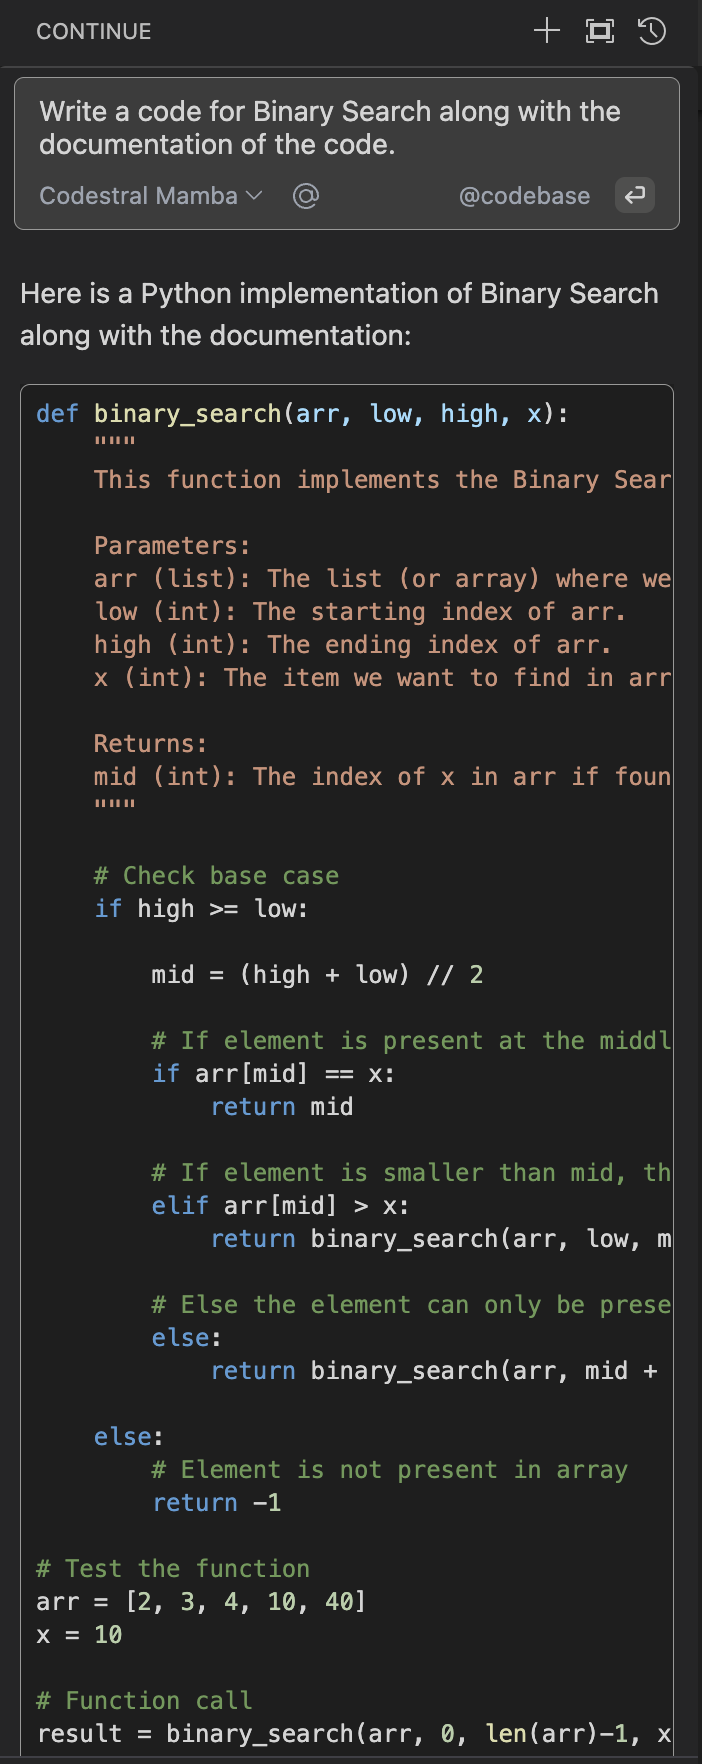 CONTINUE
Write a code for Binary Search along with the
documentation of the code.
Codestral Mamba @codebase
Here is a Python implementation of Binary Search
along with the documentation:
def binary_search(arr, low, high, x):
    """
    This function implements the Binary Sear

    Parameters:
    arr (list): The list (or array) where we
    low (int): The starting index of arr.
    high (int): The ending index of arr.
    x (int): The item we want to find in arr

    Returns:
    mid (int): The index of x in arr if foun
    """

    # Check base case
    if high >= low:

        mid = (high + low) // 2

        # If element is present at the middl
        if arr[mid] == x:
            return mid

        # If element is smaller than mid, th
        elif arr[mid] > x:
            return binary_search(arr, low, m

        # Else the element can only be prese
        else:
            return binary_search(arr, mid +

    else:
        # Element is not present in array
        return -1

# Test the function
arr = [2, 3, 4, 10, 40]
x = 10

# Function call
result = binary_search(arr, 0, len(arr)-1, x